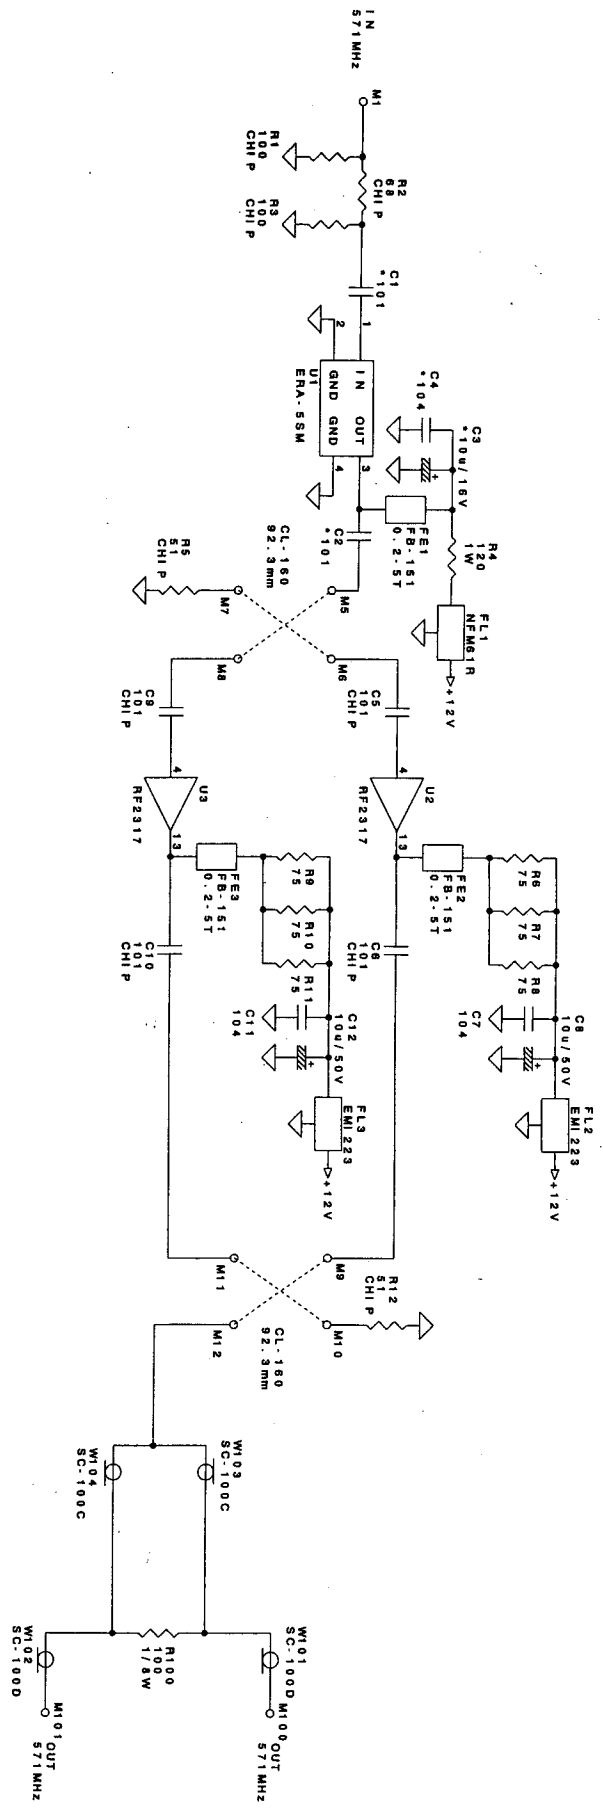 IN
571MHz
M1
R1
100
CHIP
R2
68
CHIP
R3
100
CHIP
C1
*101
1
2
IN OUT
GND GND
U1
ERA-5SM
3
4
C4
*104
C3
*10u/16V
FE1
FB-151
0.2-5T
R4
120
1W
FL1
NFM61R
+12V
C2
*101
CL-160
92.3mm
R5
51
CHIP
M7
M5
M8
M6
C9
101
CHIP
C5
101
CHIP
4
U3
RF2317
13
4
U2
RF2317
13
FE3
FB-151
0.2-5T
R9
75
R10
75
R11
75
C11
104
C12
10u/50V
FL3
EMI223
+12V
C10
101
CHIP
FE2
FB-151
0.2-5T
R6
75
R7
75
R8
75
C7
104
C8
10u/50V
FL2
EMI223
+12V
C6
101
CHIP
M11
M9
R12
51
CHIP
M12
M10
CL-160
92.3mm
W104
SC-100C
W103
SC-100C
R100
100
1/8W
W102
SC-100D
W101
SC-100D
M101
OUT
571MHz
M100
OUT
571MHz